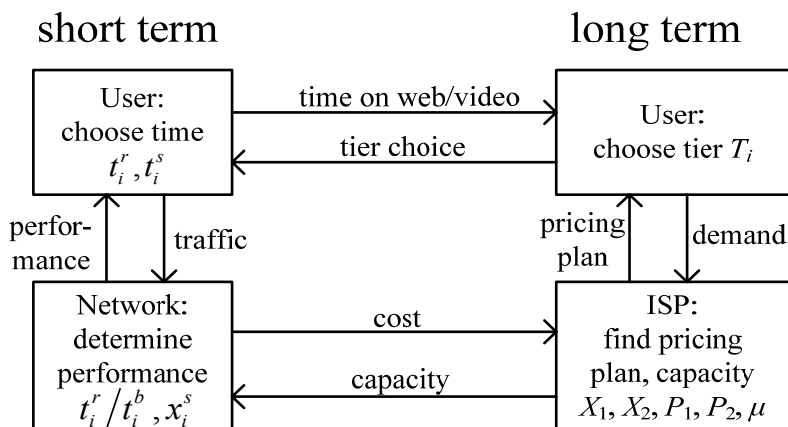 short term
long term
User:
choose time
t_i^r , t_i^s
time on web/video
tier choice
User:
choose tier T_i
perfor-
mance
traffic
pricing
plan
demand
Network:
determine
performance
t_i^r / t_i^b , x_i^s
cost
capacity
ISP:
find pricing
plan, capacity
X_1, X_2, P_1, P_2, μ